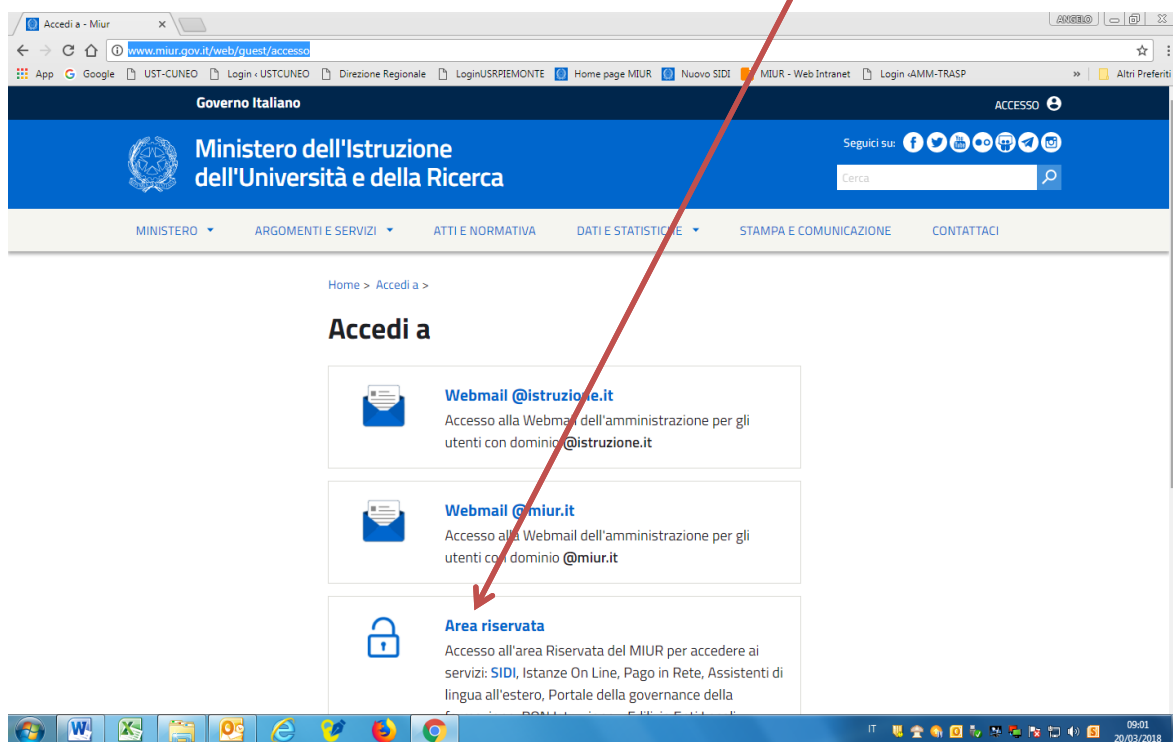 Accedi a - Miur
ANGELO
www.miur.gov.it/web/guest/accesso
App Google UST-CUNEO Login ‹ USTCUNEO Direzione Regionale LoginUSRPIEMONTE Home page MIUR Nuovo SIDI MIUR - Web Intranet Login ‹AMM-TRASP » Altri Preferiti
Governo Italiano
ACCESSO
Ministero dell'Istruzione
dell'Università e della Ricerca
Seguici su:
Cerca
MINISTERO ARGOMENTI E SERVIZI ATTI E NORMATIVA DATI E STATISTICHE STAMPA E COMUNICAZIONE CONTATTACI
Home > Accedi a >
Accedi a
Webmail @istruzione.it
Accesso alla Webmail dell'amministrazione per gli
utenti con dominio @istruzione.it
Webmail @miur.it
Accesso alla Webmail dell'amministrazione per gli
utenti con dominio @miur.it
Area riservata
Accesso all'area Riservata del MIUR per accedere ai
servizi: SIDI, Istanze On Line, Pago in Rete, Assistenti di
lingua all'estero, Portale della governance della
IT
09:01
20/03/2018